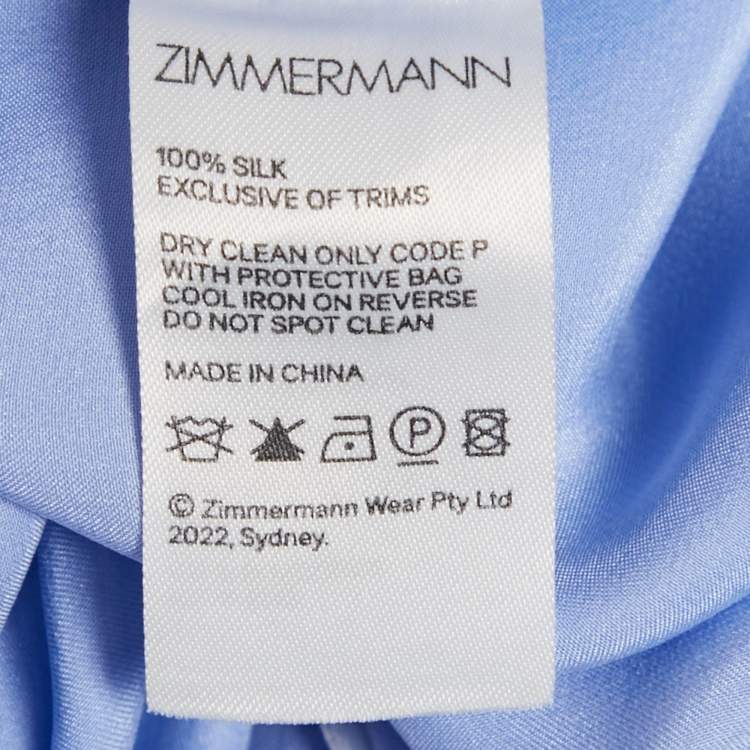 ZIMMERMANN
100% SILK
EXCLUSIVE OF TRIMS
DRY CLEAN ONLY CODE P
WITH PROTECTIVE BAG
COOL IRON ON REVERSE
DO NOT SPOT CLEAN
MADE IN CHINA
P
© Zimmermann Wear Pty Ltd
2022, Sydney.